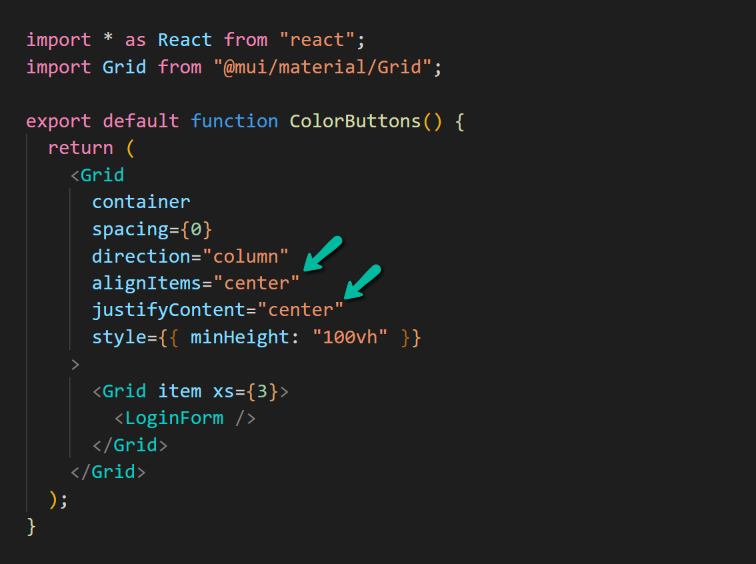 import * as React from "react";
import Grid from "@mui/material/Grid";
export default function ColorButtons() {
return (
<Grid
container
spacing={0}
direction="column"
alignItems="center"
justifyContent="center"
style={{ minHeight: "100vh" }}
>
<Grid item xs={3}>
<LoginForm />
</Grid>
</Grid>
);
}